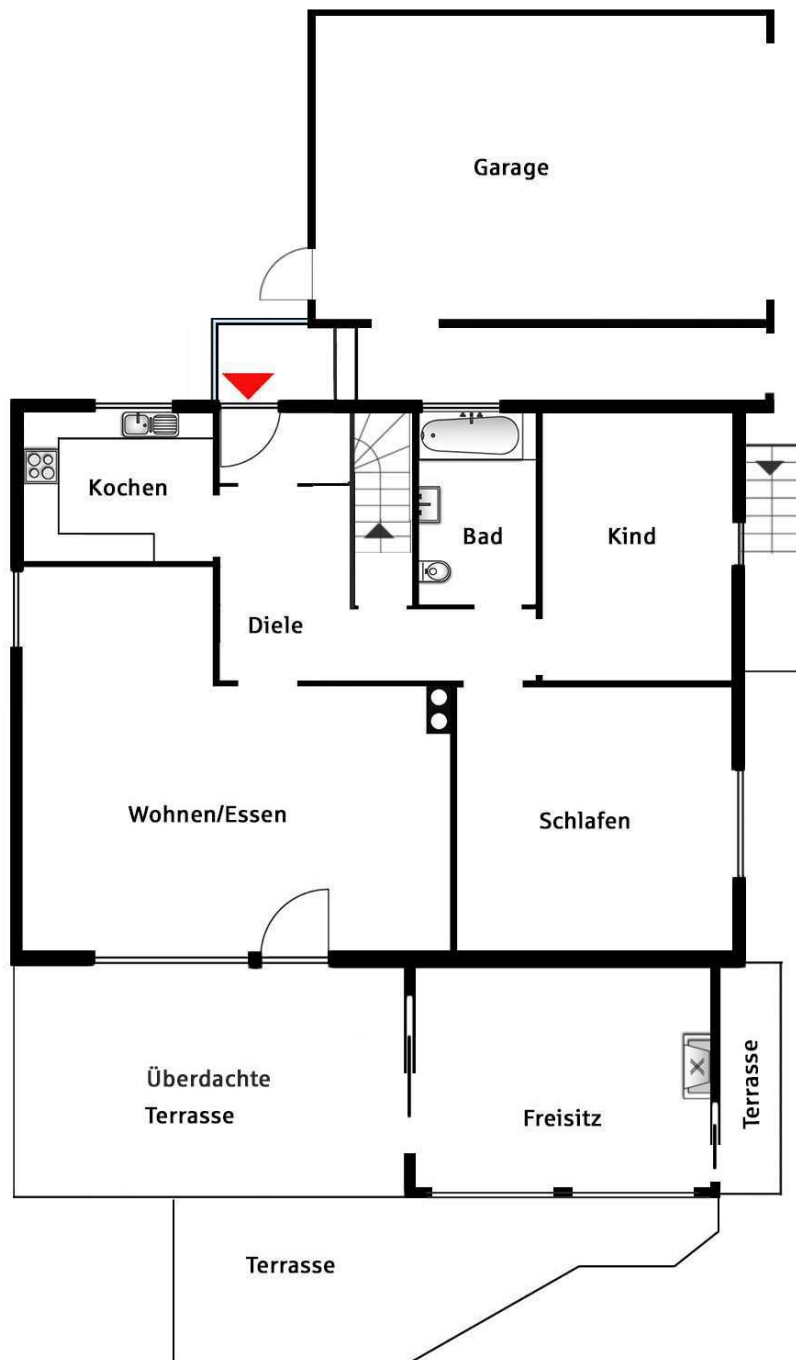 Garage
Kochen
Bad
Kind
Diele
Wohnen/Essen
Schlafen
Überdachte
Terrasse
Freisitz
Terrasse
Terrasse